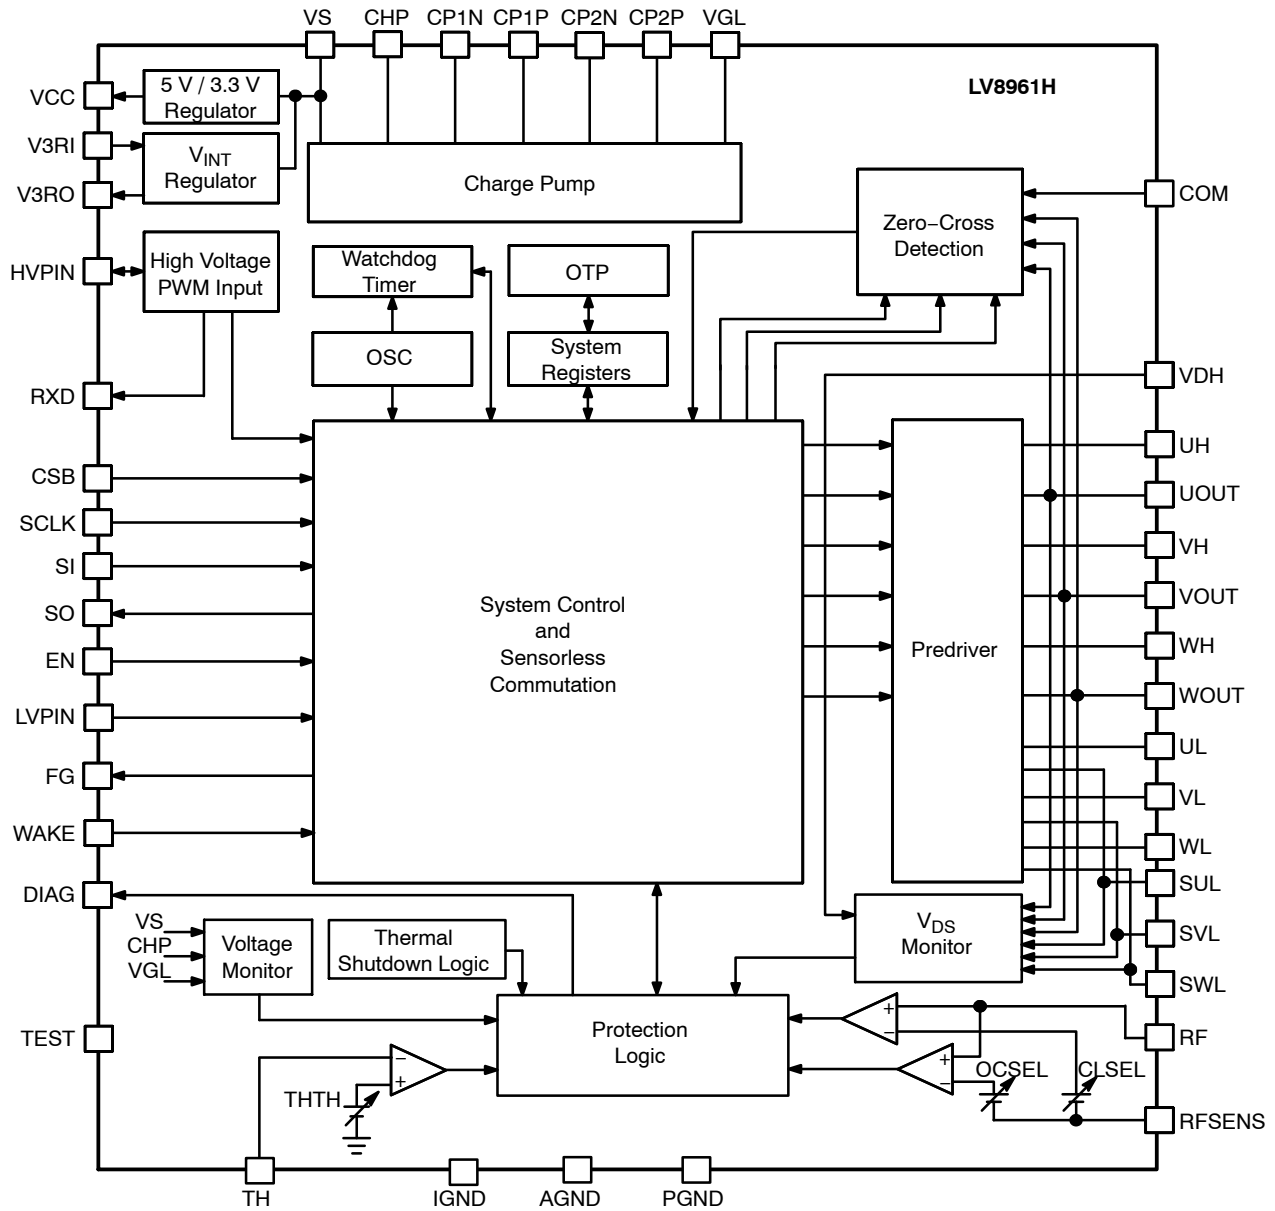 VS CHP CP1N CP1P CP2N CP2P VGL
LV8961H
VCC
5 V / 3.3 V
Regulator
V3RI
VINT
Regulator
V3RO
Charge Pump
COM
Zero−Cross
Detection
HVPIN
High Voltage
PWM Input
Watchdog
Timer
OTP
OSC
System
Registers
RXD
VDH
CSB
SCLK
SI
SO
EN
LVPIN
FG
WAKE
DIAG
System Control
and
Sensorless
Commutation
Predriver
UH
UOUT
VH
VOUT
WH
WOUT
UL
VL
WL
SUL
SVL
SWL
RF
RFSENS
VS
CHP
VGL
Voltage
Monitor
Thermal
Shutdown Logic
VDS
Monitor
TEST
Protection
Logic
+
−
+
−
OCSEL
CLSEL
−
+
THTH
TH IGND AGND PGND